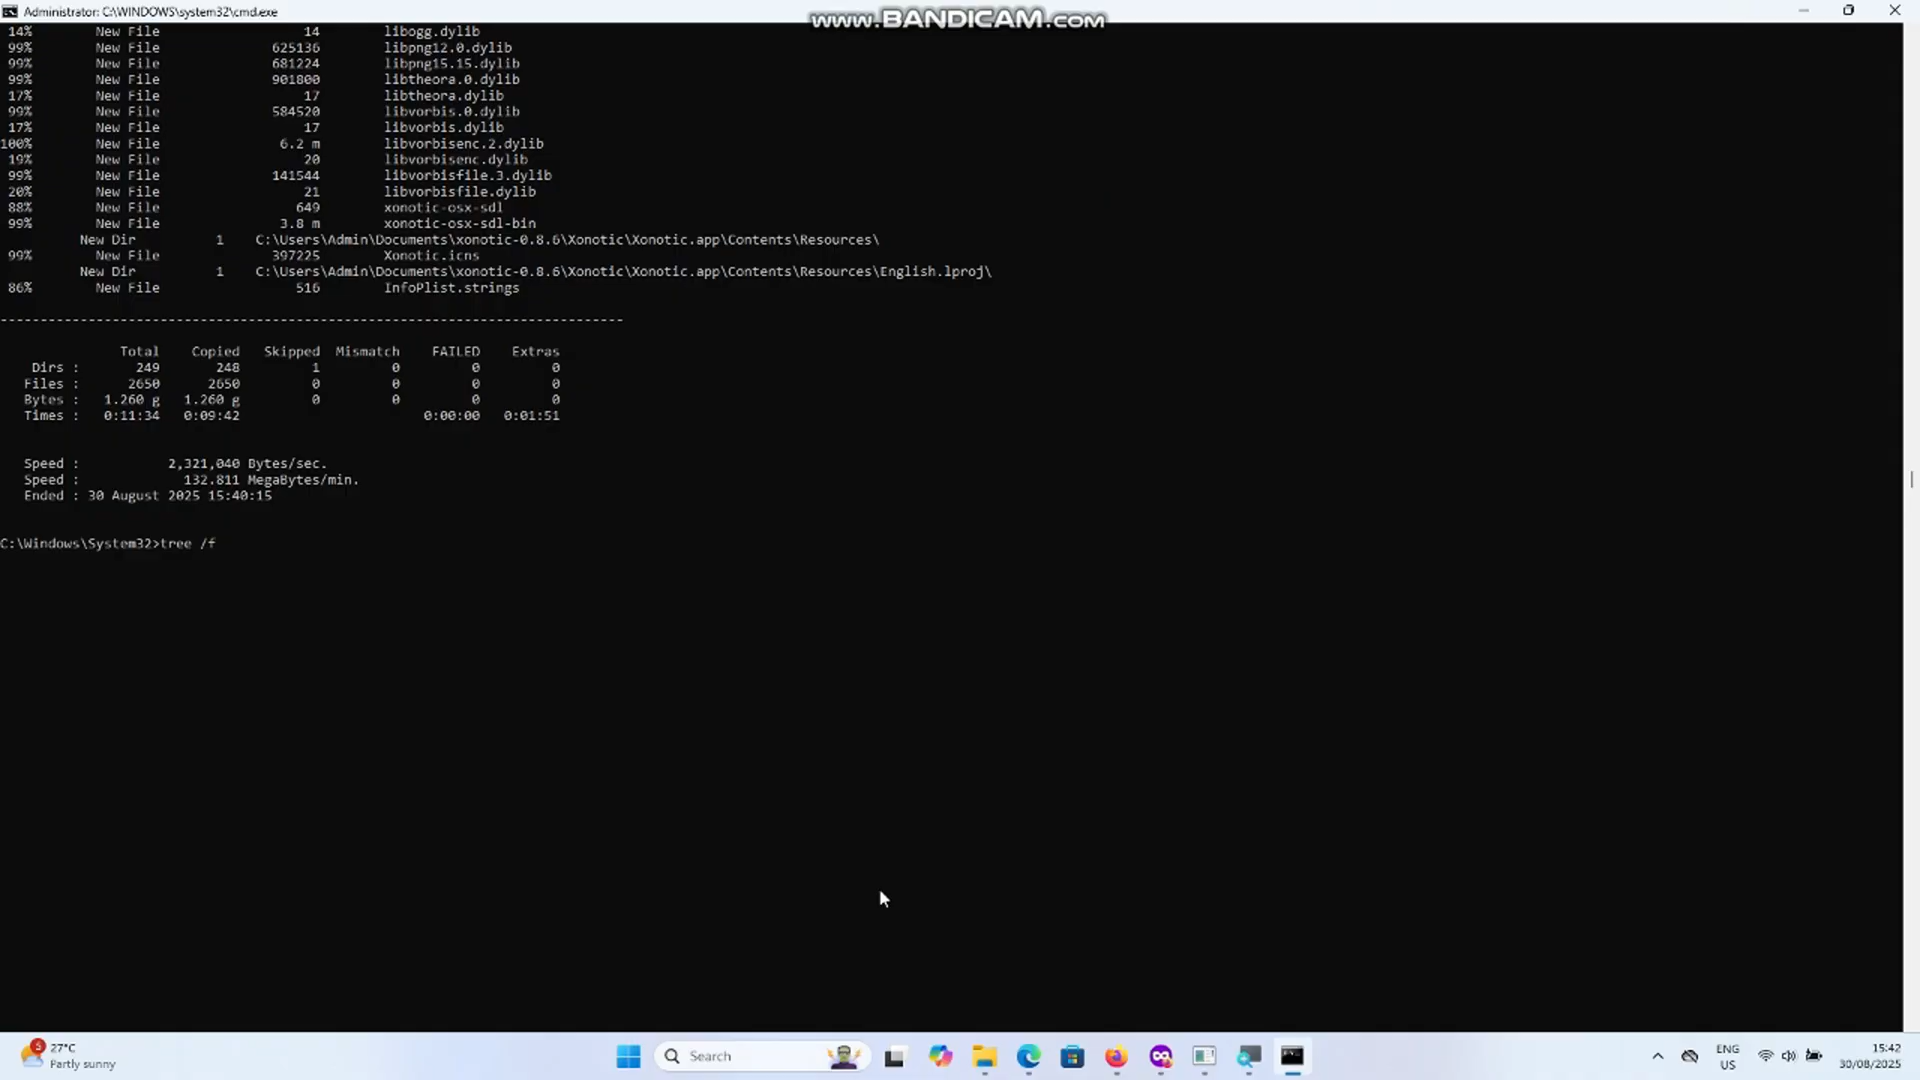 Administrator: C:\WINDOWS\system32\cmd.exe
www.BANDICAM.com
14% New File 14 libogg.dylib
99% New File 625136 libpng12.0.dylib
99% New File 681224 libpng15.15.dylib
99% New File 901800 libtheora.0.dylib
17% New File 17 libtheora.dylib
99% New File 584520 libvorbis.0.dylib
17% New File 17 libvorbis.dylib
100% New File 6.2 m libvorbisenc.2.dylib
19% New File 20 libvorbisenc.dylib
99% New File 141544 libvorbisfile.3.dylib
20% New File 21 libvorbisfile.dylib
88% New File 649 xonotic-osx-sdl
99% New File 3.8 m xonotic-osx-sdl-bin
New Dir 1 C:\Users\Admin\Documents\xonotic-0.8.6\Xonotic\Xonotic.app\Contents\Resources\
99% New File 397225 Xonotic.icns
New Dir 1 C:\Users\Admin\Documents\xonotic-0.8.6\Xonotic\Xonotic.app\Contents\Resources\English.lproj\
86% New File 516 InfoPlist.strings
------------------------------------------------------------------------------
Total Copied Skipped Mismatch FAILED Extras
Dirs : 249 248 1 0 0 0
Files : 2650 2650 0 0 0 0
Bytes : 1.260 g 1.260 g 0 0 0 0
Times : 0:11:34 0:09:42 0:00:00 0:01:51
Speed : 2,321,040 Bytes/sec.
Speed : 132.811 MegaBytes/min.
Ended : 30 August 2025 15:40:15
C:\Windows\System32>tree /f
5
27°C
Partly sunny
Search
ENG
US
15:42
30/08/2025